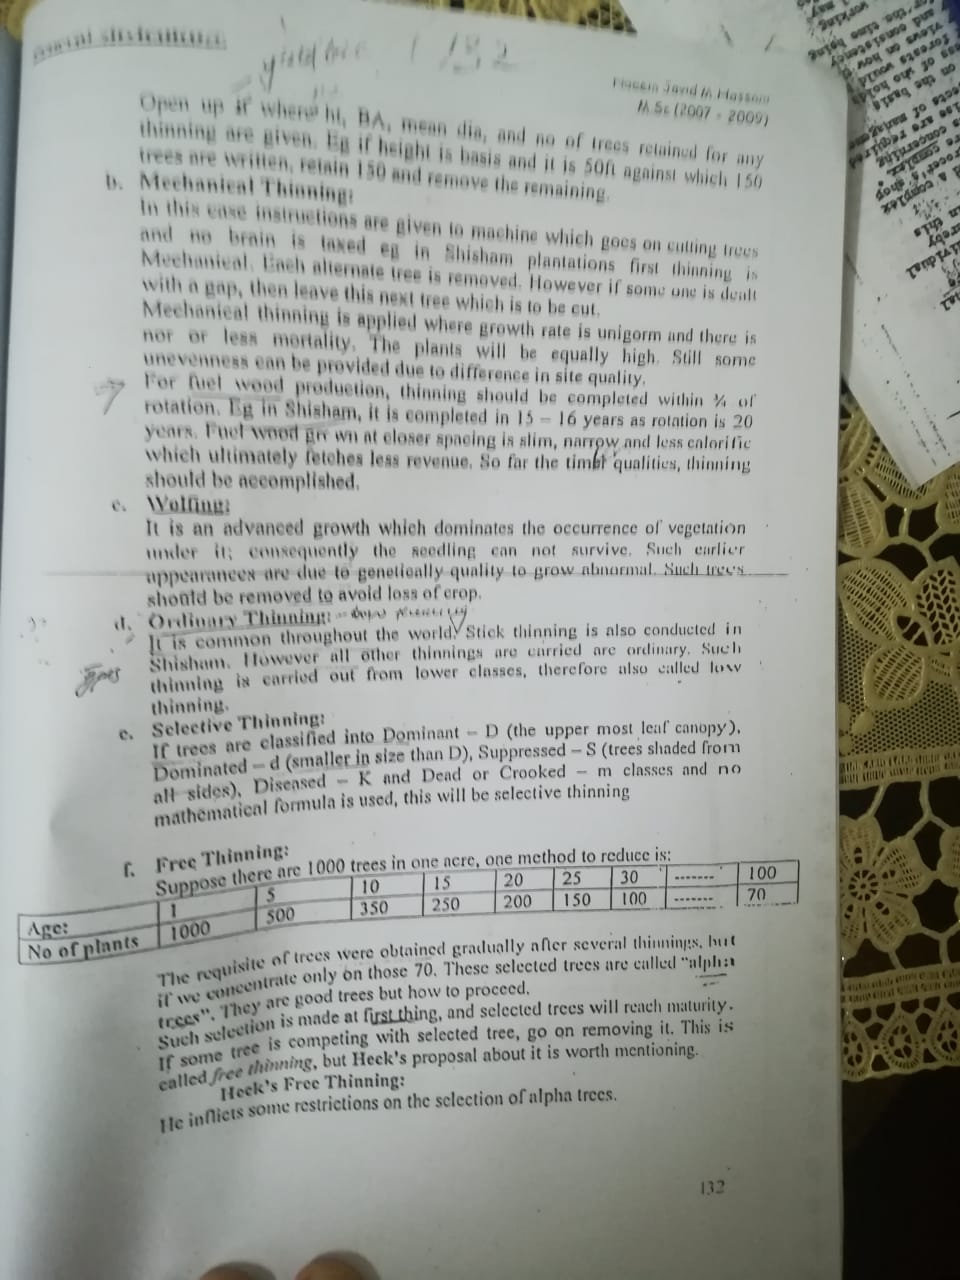 General Silviculture
yield
132
M.Sc (2007 - 2009)
Open up if where ht, BA, mean dia, and no of trees retained for any
thinning are given. Eg if height is basis and it is 50ft against which 150
trees are written, retain 150 and remove the remaining.
b. Mechanical Thinning:
In this case instructions are given to machine which goes on cutting trees
and no brain is taxed eg in Shisham plantations first thinning is
Mechanical. Each alternate tree is removed. However if some one is dealt
with a gap, then leave this next tree which is to be cut.
Mechanical thinning is applied where growth rate is unigorm and there is
nor or less mortality. The plants will be equally high. Still some
unevenness can be provided due to difference in site quality.
For fuel wood production, thinning should be completed within ¾ of
rotation. Eg in Shisham, it is completed in 15 – 16 years as rotation is 20
years. Fuel wood gro wn at closer spacing is slim, narrow and less calorific
which ultimately fetches less revenue. So far the timbr qualities, thinning
should be accomplished.
c. Wolfing:
It is an advanced growth which dominates the occurrence of vegetation
under it; consequently the seedling can not survive. Such earlier
appearances are due to genetically quality to grow abnormal. Such trees
should be removed to avoid loss of crop.
d. Ordinary Thinning:
It is common throughout the world. Stick thinning is also conducted in
Shisham. However all other thinnings are carried are ordinary. Such
thinning is carried out from lower classes, therefore also called low
thinning.
e. Selective Thinning:
If trees are classified into Dominant – D (the upper most leaf canopy),
Dominated – d (smaller in size than D), Suppressed – S (trees shaded from
all sides), Diseased – K and Dead or Crooked – m classes and no
mathematical formula is used, this will be selective thinning
f. Free Thinning:
Suppose there are 1000 trees in one acre, one method to reduce is:
Age: 1 5 10 15 20 25 30 ------- 100
No of plants 1000 500 350 250 200 150 100 ------- 70
The requisite of trees were obtained gradually after several thinnings, but
if we concentrate only on those 70. These selected trees are called "alpha
trees". They are good trees but how to proceed.
Such selection is made at first thing, and selected trees will reach maturity.
If some tree is competing with selected tree, go on removing it. This is
called free thinning, but Heck's proposal about it is worth mentioning.
Heck's Free Thinning:
He inflicts some restrictions on the selection of alpha trees.
132